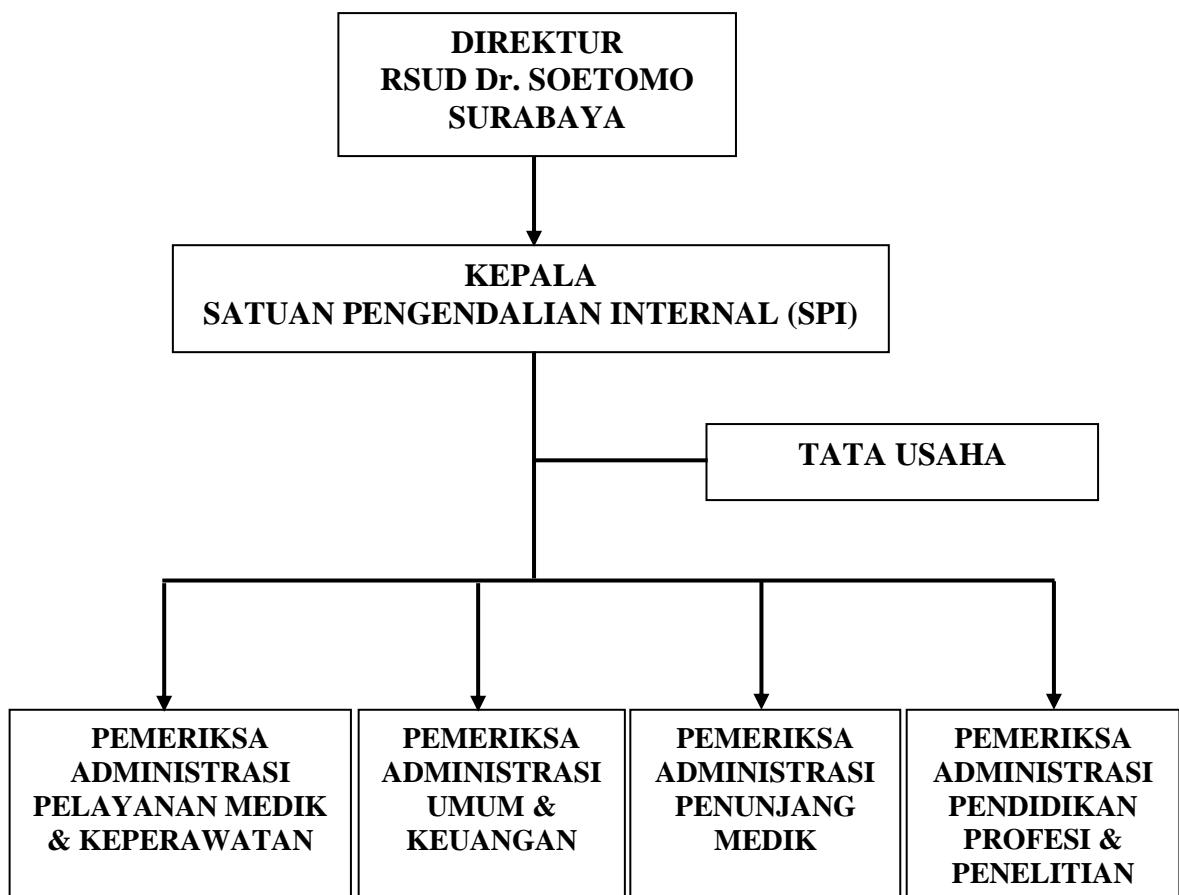 DIREKTUR
RSUD Dr. SOETOMO
SURABAYA
KEPALA
SATUAN PENGENDALIAN INTERNAL (SPI)
TATA USAHA
PEMERIKSA
ADMINISTRASI
PELAYANAN MEDIK
& KEPERAWATAN
PEMERIKSA
ADMINISTRASI
UMUM &
KEUANGAN
PEMERIKSA
ADMINISTRASI
PENUNJANG
MEDIK
PEMERIKSA
ADMINISTRASI
PENDIDIKAN
PROFESI &
PENELITIAN